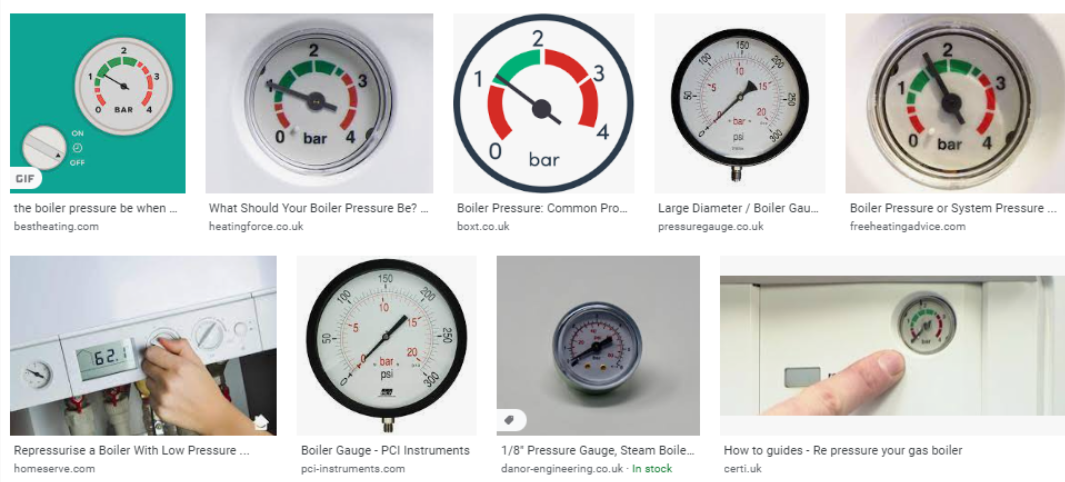 0 1 2 3 4
BAR
ON
OFF
GIF
0 1 2 3 4
bar
0 1 2 3 4
bar
0 50 100 150 200 250 300
5 10 15 20
bar
psi
0 1 2 3 4
bar
the boiler pressure be when ...
bestheating.com
What Should Your Boiler Pressure Be? ...
heatingforce.co.uk
Boiler Pressure: Common Pro...
boxt.co.uk
Large Diameter / Boiler Gau...
pressuregauge.co.uk
Boiler Pressure or System Pressure ...
freeheatingadvice.com
62.1
0 50 100 150 200 250 300
5 10 15 20
bar
psi
Repressurise a Boiler With Low Pressure ...
homeserve.com
Boiler Gauge - PCI Instruments
pci-instruments.com
1/8" Pressure Gauge, Steam Boile...
danor-engineering.co.uk · In stock
How to guides - Re pressure your gas boiler
certi.uk